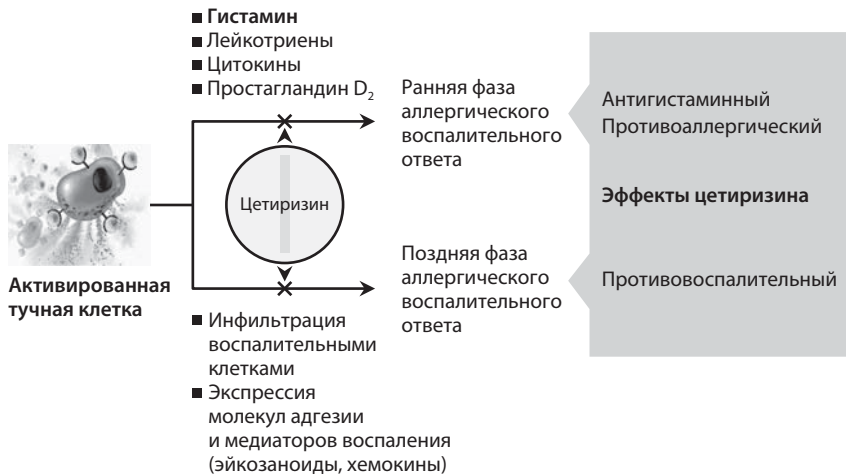 ■ Гистамин
■ Лейкотриены
■ Цитокины
■ Простагландин D₂
Ранняя фаза
аллергического
воспалительного
ответа
Антигистаминный
Противоаллергический
Цетиризин
Эффекты цетиризина
Активированная
тучная клетка
Поздняя фаза
аллергического
воспалительного
ответа
Противовоспалительный
■ Инфильтрация
воспалительными
клетками
■ Экспрессия
молекул адгезии
и медиаторов воспаления
(эйкозаноиды, хемокины)